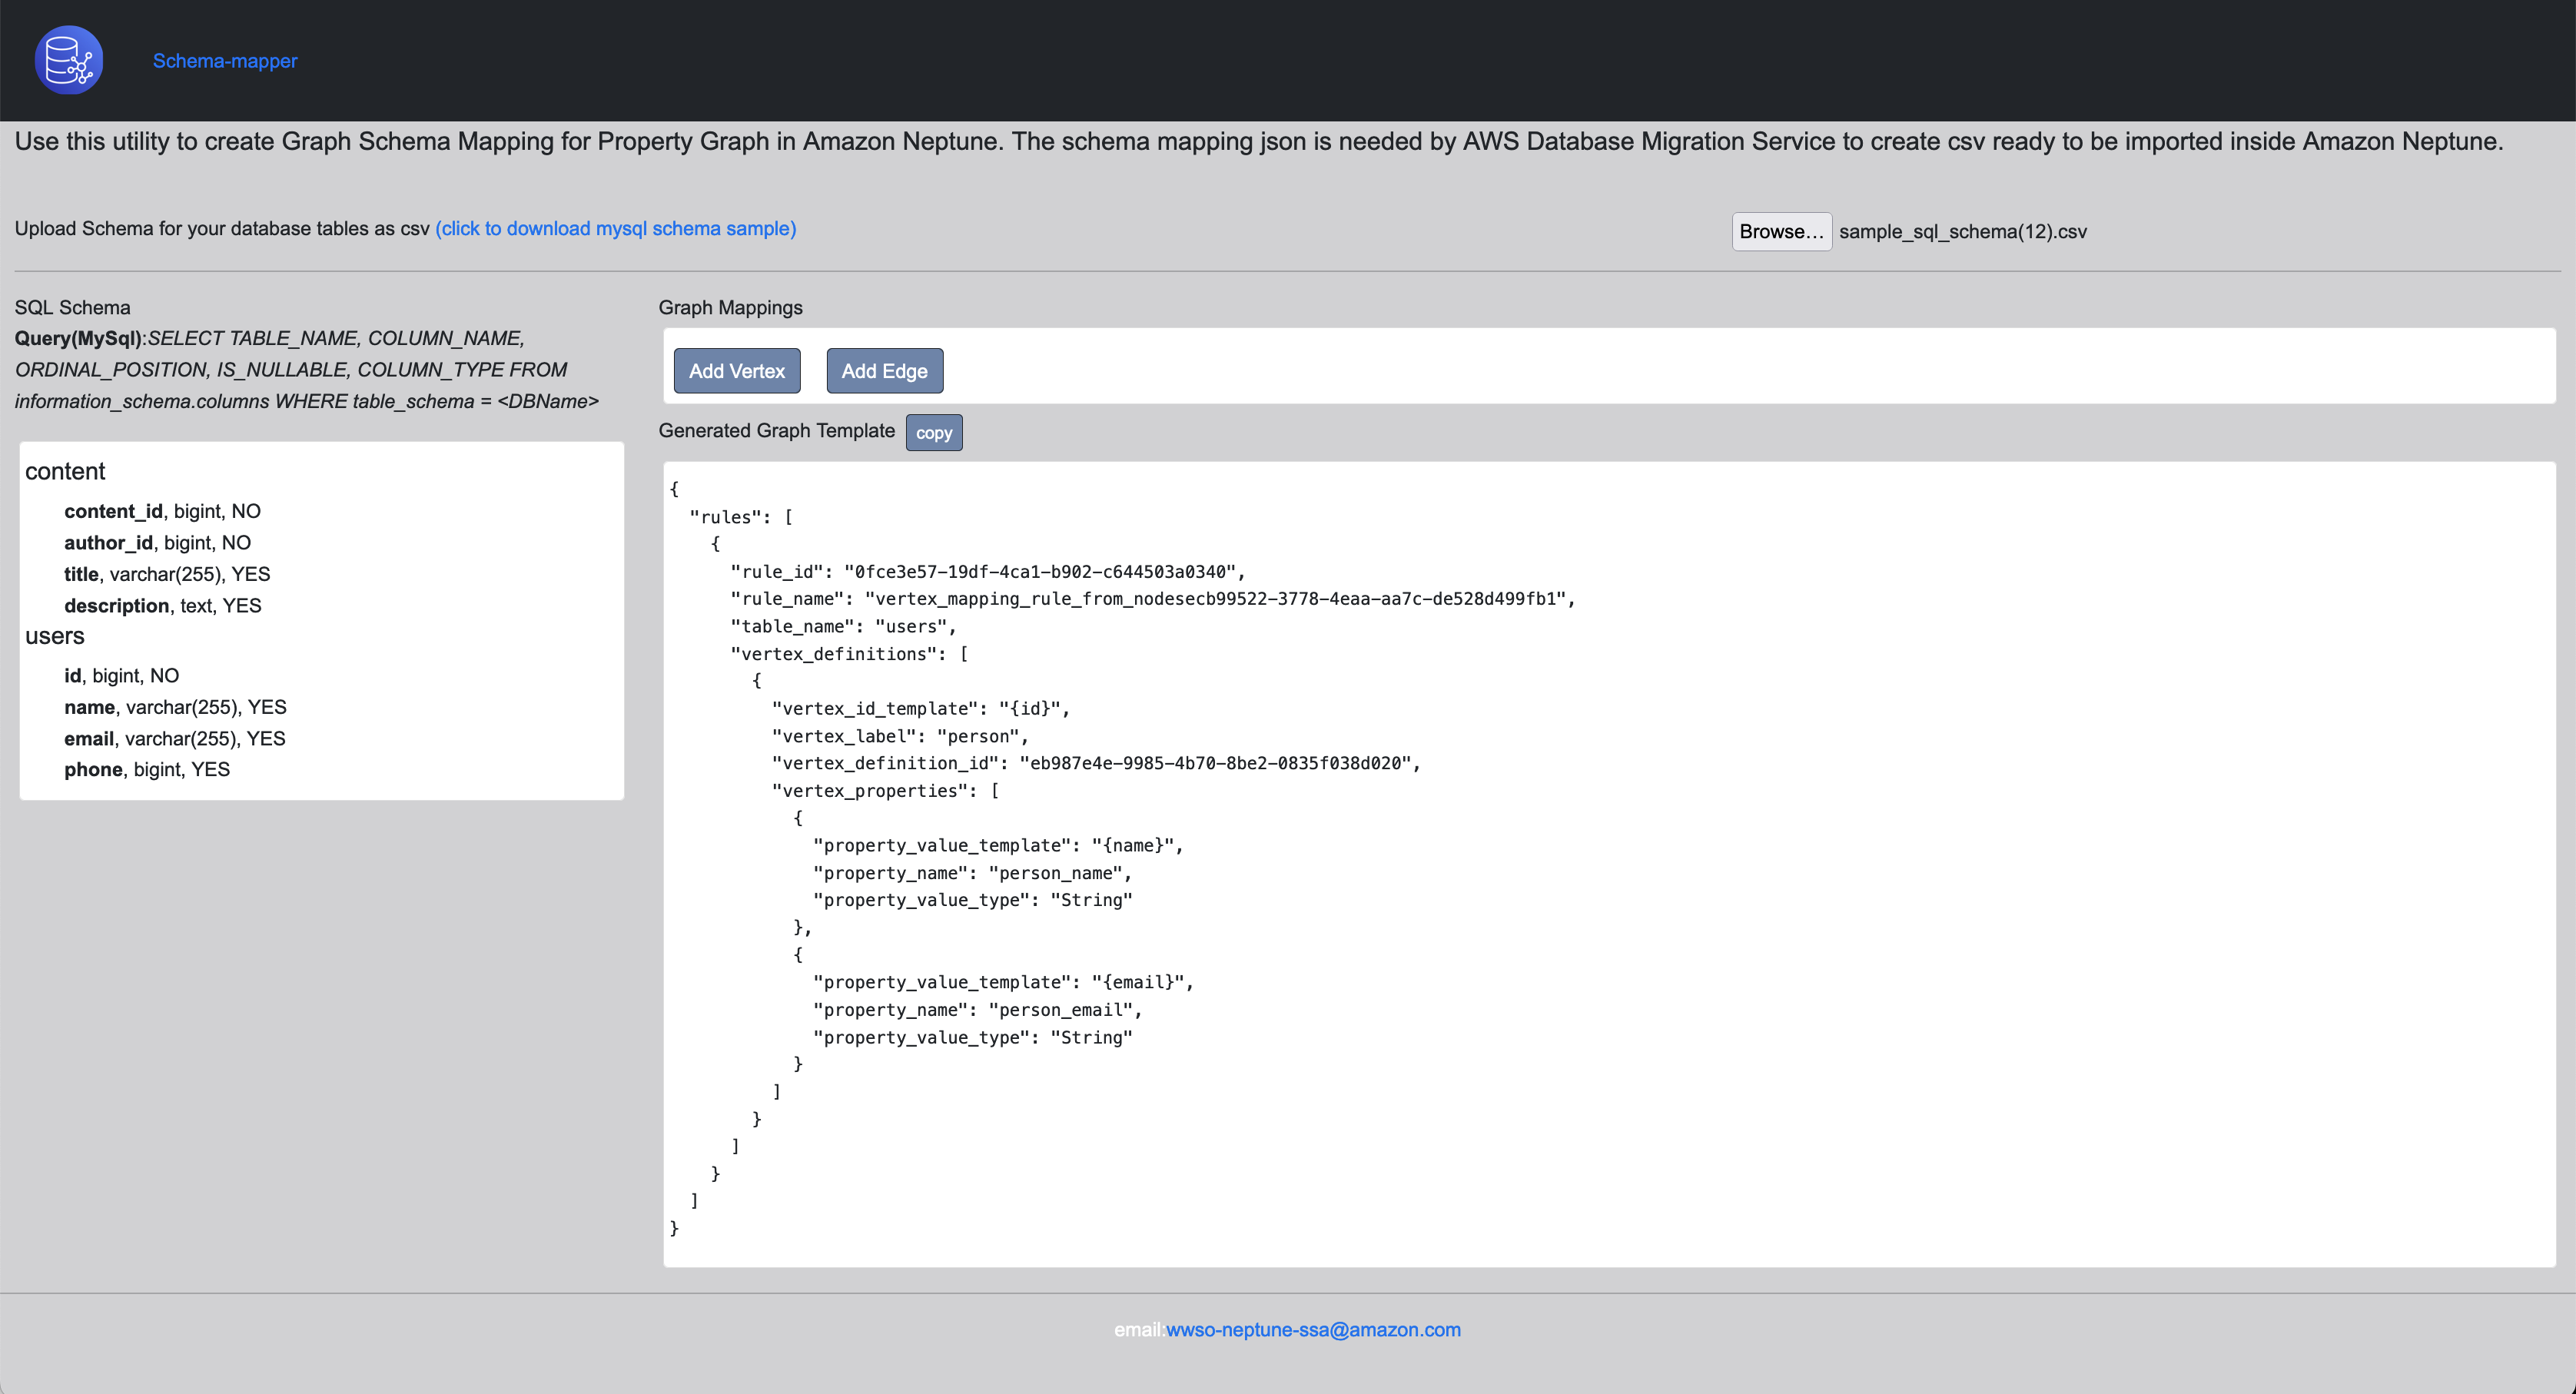 Schema-mapper
Use this utility to create Graph Schema Mapping for Property Graph in Amazon Neptune. The schema mapping json is needed by AWS Database Migration Service to create csv ready to be imported inside Amazon Neptune.
Upload Schema for your database tables as csv (click to download mysql schema sample)
Browse... sample_sql_schema(12).csv
SQL Schema
Query(MySql):SELECT TABLE_NAME, COLUMN_NAME,
ORDINAL_POSITION, IS_NULLABLE, COLUMN_TYPE FROM
information_schema.columns WHERE table_schema = <DBName>
content
content_id, bigint, NO
author_id, bigint, NO
title, varchar(255), YES
description, text, YES
users
id, bigint, NO
name, varchar(255), YES
email, varchar(255), YES
phone, bigint, YES
Graph Mappings
Add Vertex Add Edge
Generated Graph Template copy
{
  "rules": [
    {
      "rule_id": "0fce3e57-19df-4ca1-b902-c644503a0340",
      "rule_name": "vertex_mapping_rule_from_nodesecb99522-3778-4eaa-aa7c-de528d499fb1",
      "table_name": "users",
      "vertex_definitions": [
        {
          "vertex_id_template": "{id}",
          "vertex_label": "person",
          "vertex_definition_id": "eb987e4e-9985-4b70-8be2-0835f038d020",
          "vertex_properties": [
            {
              "property_value_template": "{name}",
              "property_name": "person_name",
              "property_value_type": "String"
            },
            {
              "property_value_template": "{email}",
              "property_name": "person_email",
              "property_value_type": "String"
            }
          ]
        }
      ]
    }
  ]
}
email:wwso-neptune-ssa@amazon.com